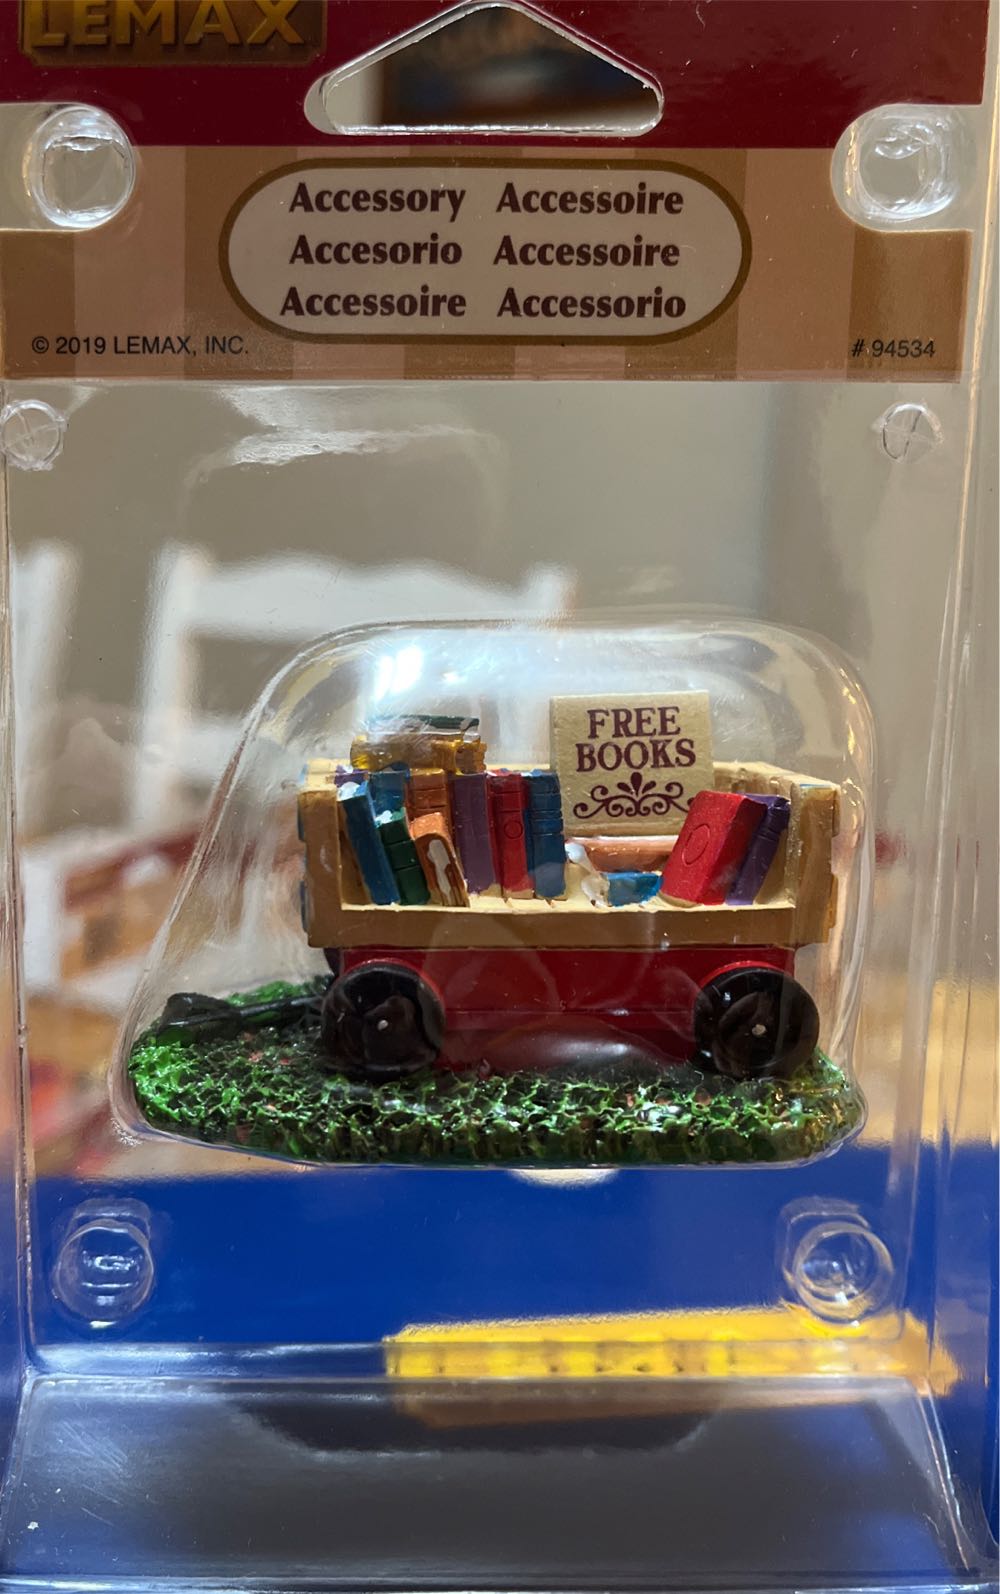 LEMAX
Accessory Accessoire
Accesorio Accessoire
Accessoire Accessorio
© 2019 LEMAX, INC.
# 94534
FREE
BOOKS